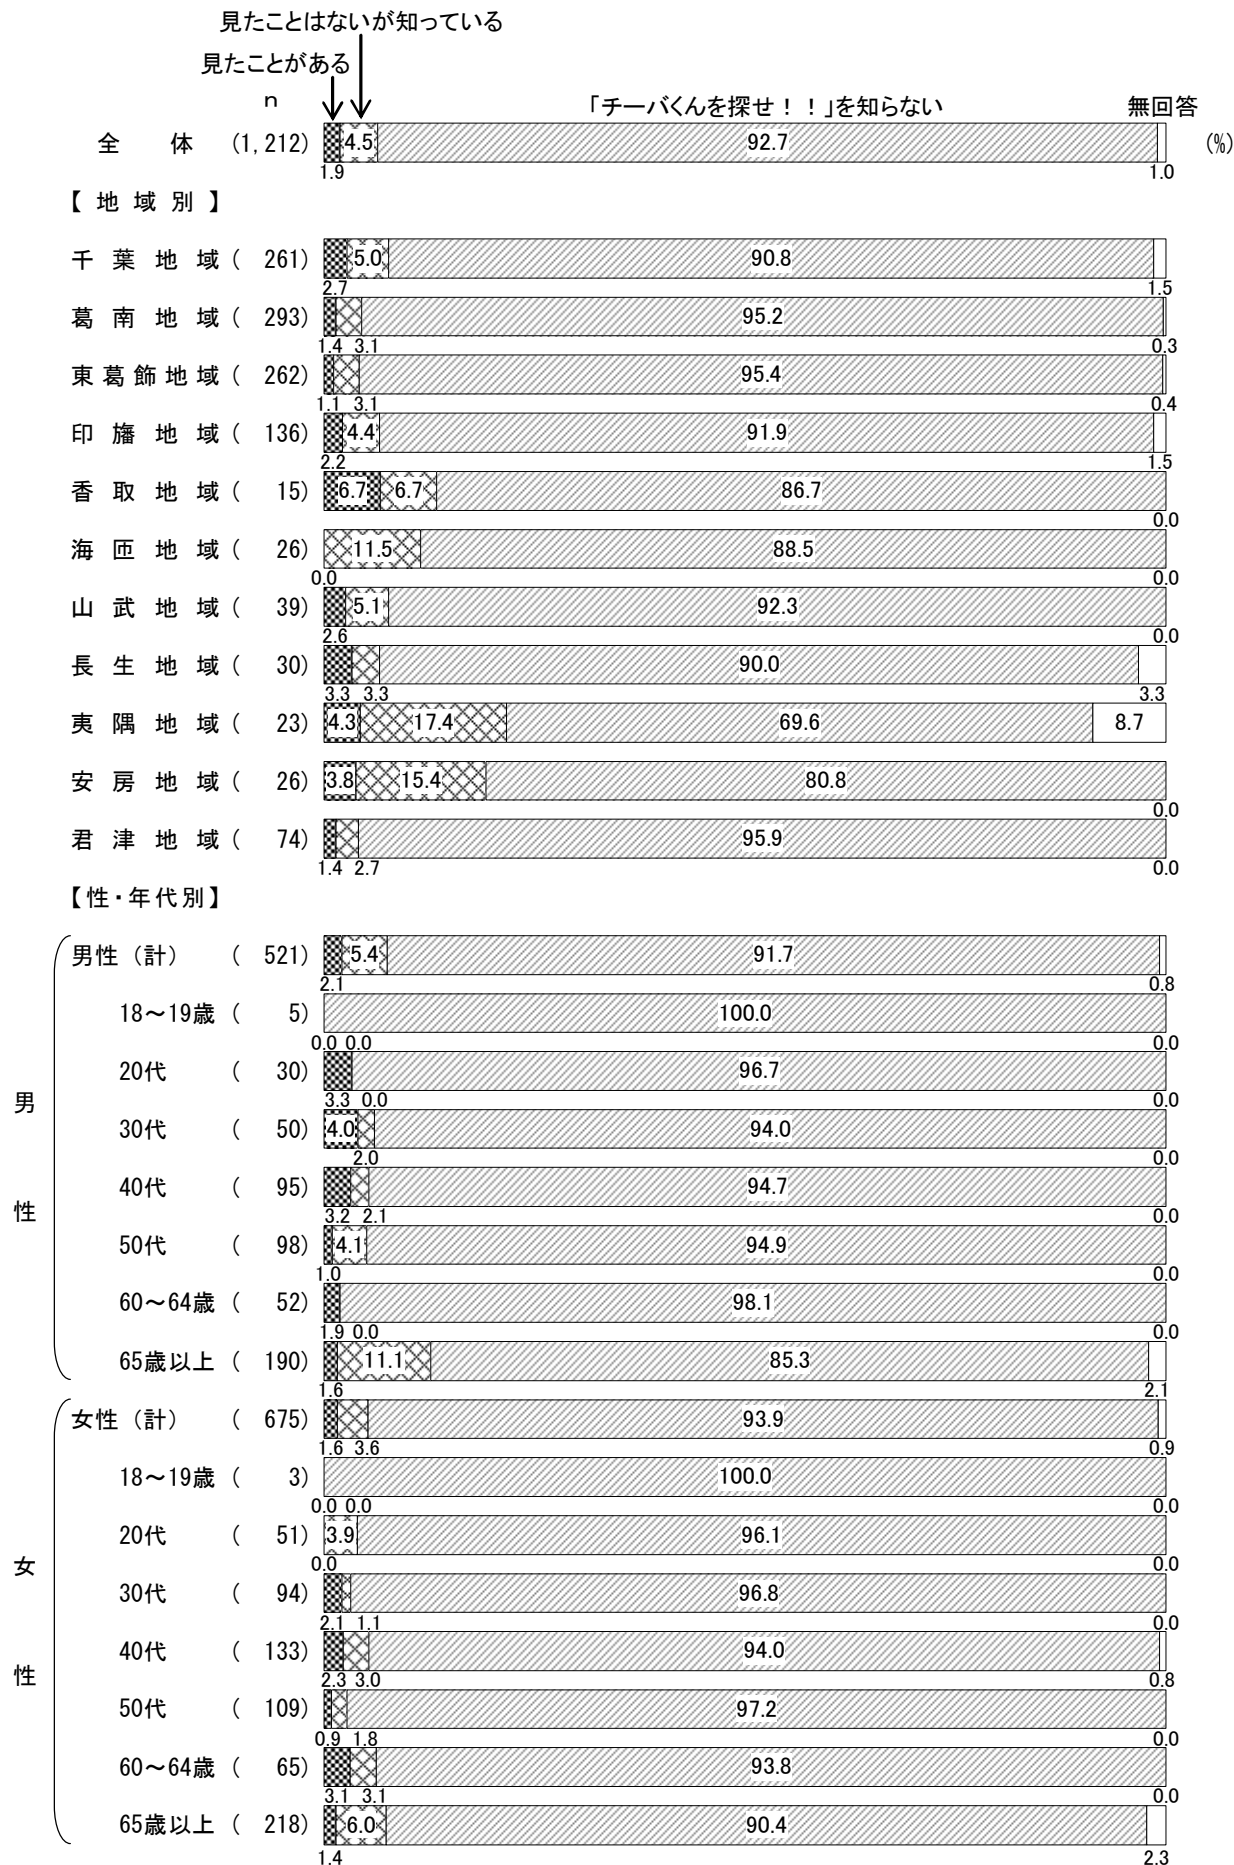 見たことはないが知っている
見たことがある
n 「チーバくんを探せ！！」を知らない 無回答
全 体 (1,212) 4.5 92.7 (%)
1.9 1.0
【 地 域 別 】
千 葉 地 域 ( 261) 5.0 90.8
2.7 1.5
葛 南 地 域 ( 293) 95.2
1.4 3.1 0.3
東 葛 飾 地 域 ( 262) 95.4
1.1 3.1 0.4
印 旛 地 域 ( 136) 4.4 91.9
2.2 1.5
香 取 地 域 ( 15) 6.7 6.7 86.7
0.0
海 匝 地 域 ( 26) 11.5 88.5
0.0 0.0
山 武 地 域 ( 39) 5.1 92.3
2.6 0.0
長 生 地 域 ( 30) 90.0
3.3 3.3 3.3
夷 隅 地 域 ( 23) 4.3 17.4 69.6 8.7
安 房 地 域 ( 26) 3.8 15.4 80.8
0.0
君 津 地 域 ( 74) 95.9
1.4 2.7 0.0
【性・年代別】
男性（計） ( 521) 5.4 91.7
2.1 0.8
18～19歳 ( 5) 100.0
0.0 0.0 0.0
20代 ( 30) 96.7
3.3 0.0 0.0
男
30代 ( 50) 4.0 94.0
2.0 0.0
40代 ( 95) 94.7
3.2 2.1 0.0
性
50代 ( 98) 4.1 94.9
1.0 0.0
60～64歳 ( 52) 98.1
1.9 0.0 0.0
65歳以上 ( 190) 11.1 85.3
1.6 2.1
女性（計） ( 675) 93.9
1.6 3.6 0.9
18～19歳 ( 3) 100.0
0.0 0.0 0.0
20代 ( 51) 3.9 96.1
0.0 0.0
女
30代 ( 94) 96.8
2.1 1.1 0.0
40代 ( 133) 94.0
2.3 3.0 0.8
性
50代 ( 109) 97.2
0.9 1.8 0.0
60～64歳 ( 65) 93.8
3.1 3.1 0.0
65歳以上 ( 218) 6.0 90.4
1.4 2.3